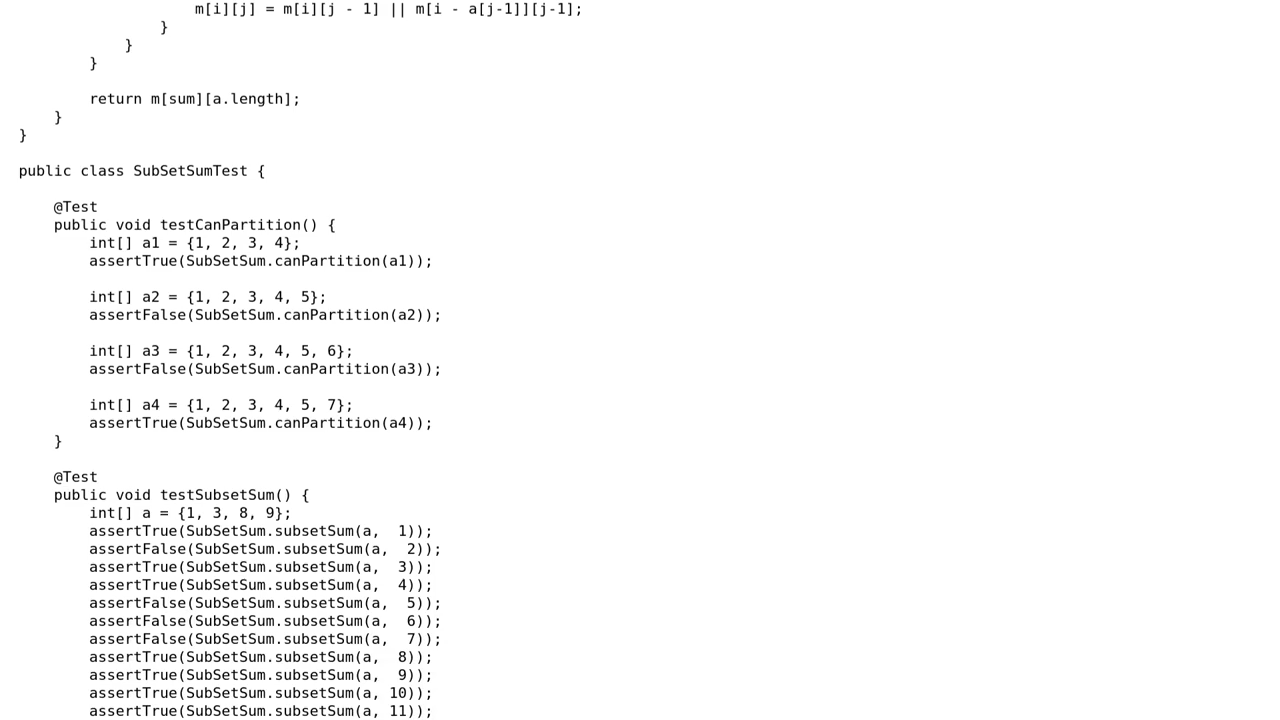 m[i][j] = m[i][j - 1] || m[i - a[j-1]][j-1];
}
}
}
return m[sum][a.length];
}
}
public class SubSetSumTest {
@Test
public void testCanPartition() {
int[] a1 = {1, 2, 3, 4};
assertTrue(SubSetSum.canPartition(a1));
int[] a2 = {1, 2, 3, 4, 5};
assertFalse(SubSetSum.canPartition(a2));
int[] a3 = {1, 2, 3, 4, 5, 6};
assertFalse(SubSetSum.canPartition(a3));
int[] a4 = {1, 2, 3, 4, 5, 7};
assertTrue(SubSetSum.canPartition(a4));
}
@Test
public void testSubsetSum() {
int[] a = {1, 3, 8, 9};
assertTrue(SubSetSum.subsetSum(a,  1));
assertFalse(SubSetSum.subsetSum(a,  2));
assertTrue(SubSetSum.subsetSum(a,  3));
assertTrue(SubSetSum.subsetSum(a,  4));
assertFalse(SubSetSum.subsetSum(a,  5));
assertFalse(SubSetSum.subsetSum(a,  6));
assertFalse(SubSetSum.subsetSum(a,  7));
assertTrue(SubSetSum.subsetSum(a,  8));
assertTrue(SubSetSum.subsetSum(a,  9));
assertTrue(SubSetSum.subsetSum(a, 10));
assertTrue(SubSetSum.subsetSum(a, 11));